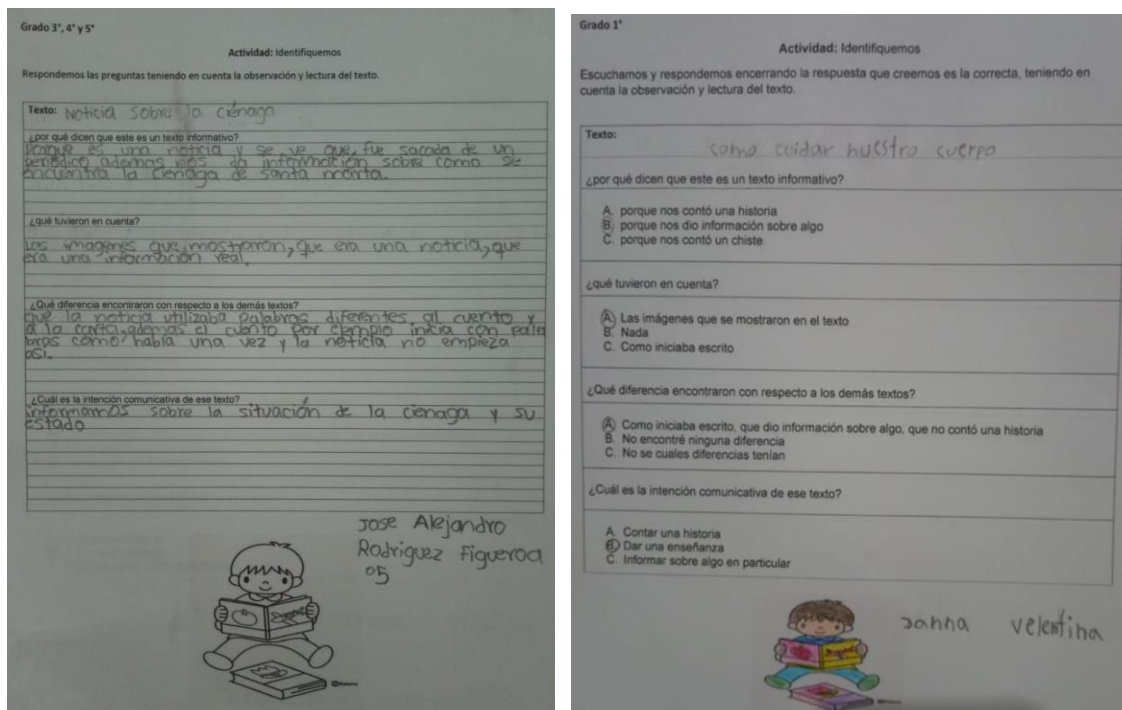 Grado 3°, 4° y 5°
Actividad: Identifiquemos
Respondemos las preguntas teniendo en cuenta la observación y lectura del texto.
Texto: Noticia sobre la ciénaga
¿por qué dicen que este es un texto informativo?
porque es una noticia y se ve que fue sacada de un
periodico ademas nos da información sobre como se
encuentra la cienaga de santa marta.
¿qué tuvieron en cuenta?
Las imagenes que mostraron, que era una noticia, que
era una información real.
¿Qué diferencia encontraron con respecto a los demás textos?
que la noticia utilizaba palabras diferentes al cuento y
a la carta, ademas el cuento por ejemplo inicia con pala
bras como había una vez y la noticia no empieza
asi.
¿Cuál es la intención comunicativa de ese texto?
informarnos sobre la situación de la cienaga y su
estado
Jose Alejandro
Rodriguez Figueroa
05
Grado 1°
Actividad: Identifiquemos
Escuchamos y respondemos encerrando la respuesta que creemos es la correcta, teniendo en
cuenta la observación y lectura del texto.
Texto:
como cuidar nuestro cuerpo
¿por qué dicen que este es un texto informativo?
A. porque nos contó una historia
B. porque nos dio información sobre algo
C. porque nos contó un chiste
¿qué tuvieron en cuenta?
A. Las imágenes que se mostraron en el texto
B. Nada
C. Como iniciaba escrito
¿Qué diferencia encontraron con respecto a los demás textos?
A. Como iniciaba escrito, que dio información sobre algo, que no contó una historia
B. No encontré ninguna diferencia
C. No se cuales diferencias tenían
¿Cuál es la intención comunicativa de ese texto?
A. Contar una historia
B. Dar una enseñanza
C. Informar sobre algo en particular
Janna velentina